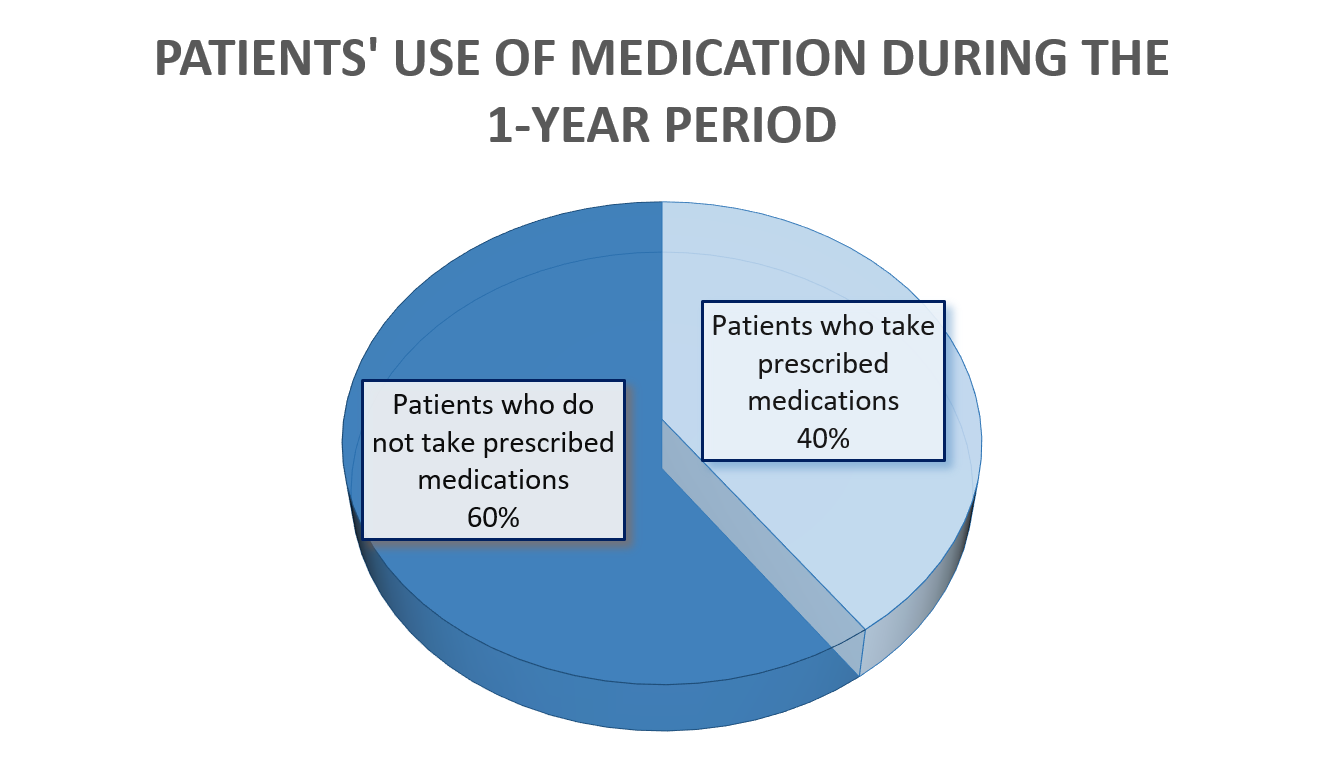 PATIENTS' USE OF MEDICATION DURING THE
1-YEAR PERIOD
Patients who take
prescribed
medications
40%
Patients who do
not take prescribed
medications
60%